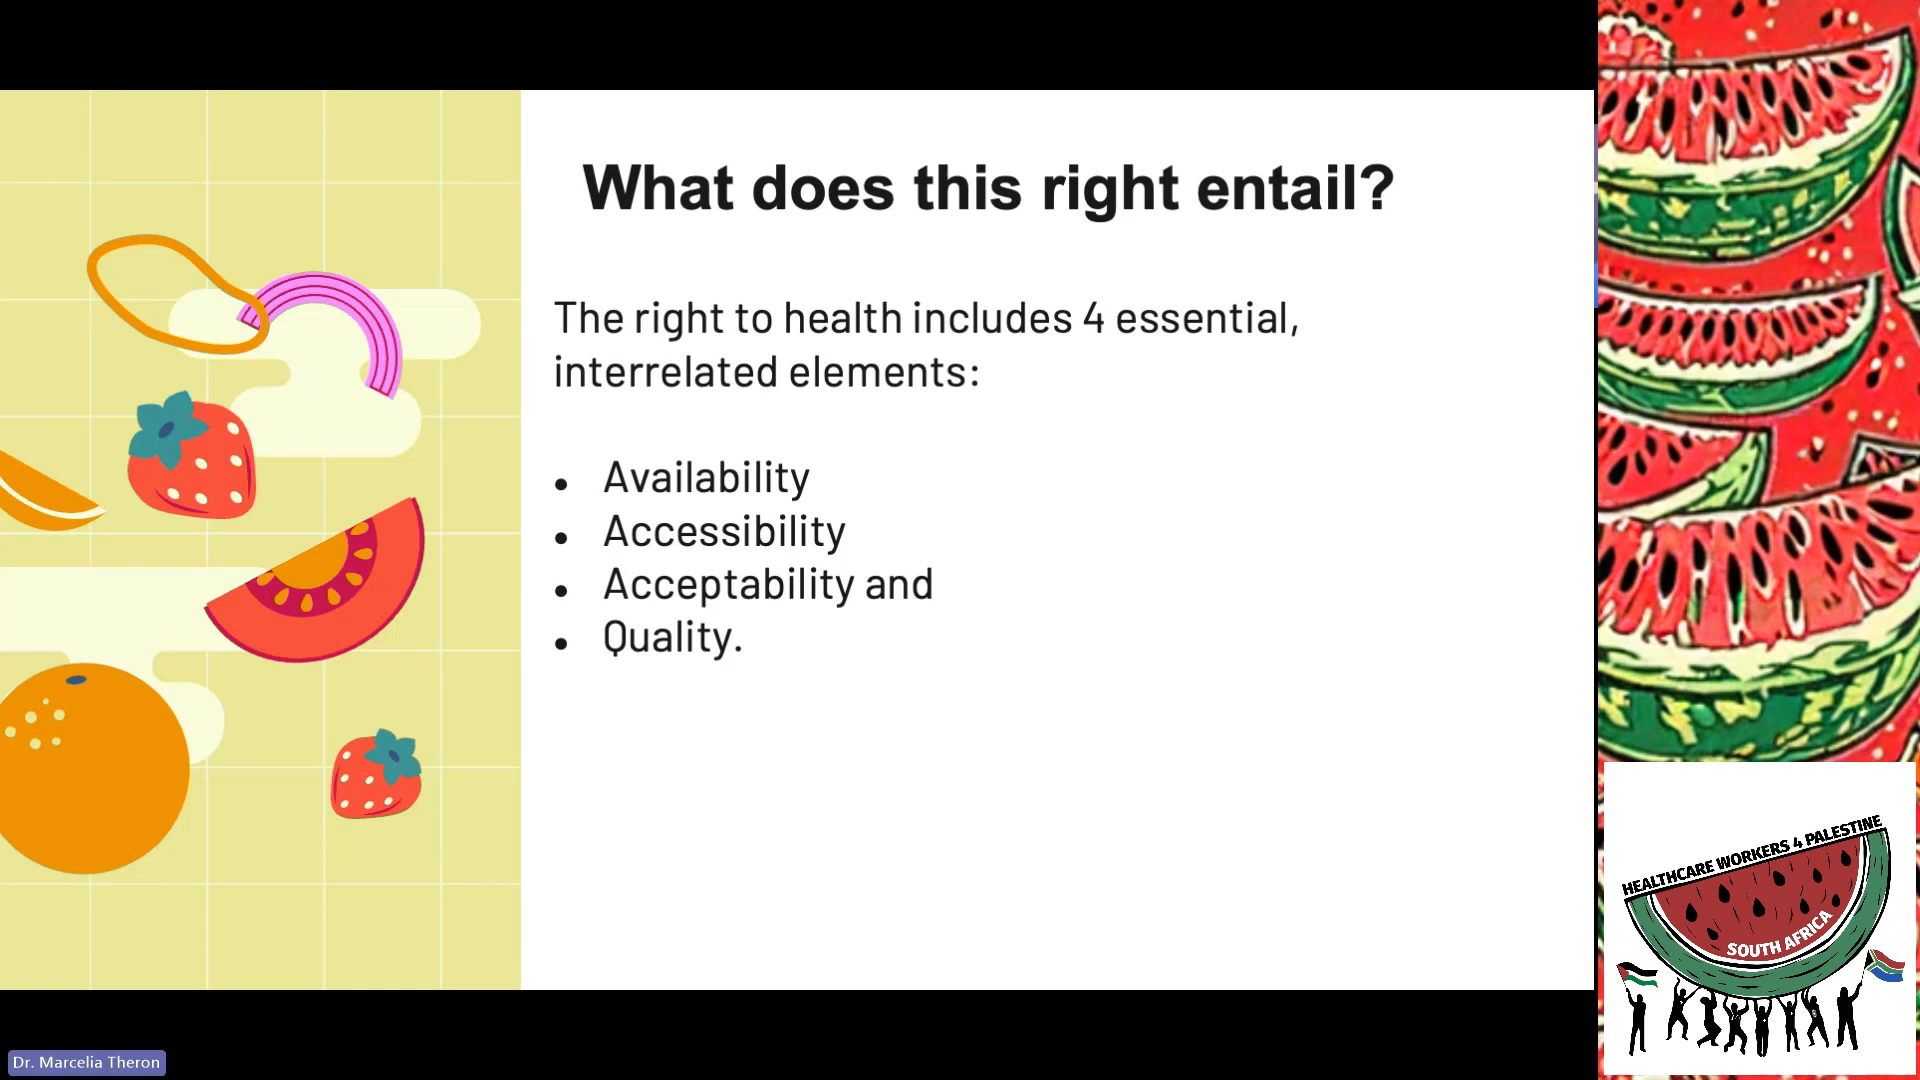 What does this right entail?
The right to health includes 4 essential,
interrelated elements:
• Availability
• Accessibility
• Acceptability and
• Quality.
HEALTHCARE WORKERS 4 PALESTINE
SOUTH AFRICA
Dr. Marcelia Theron